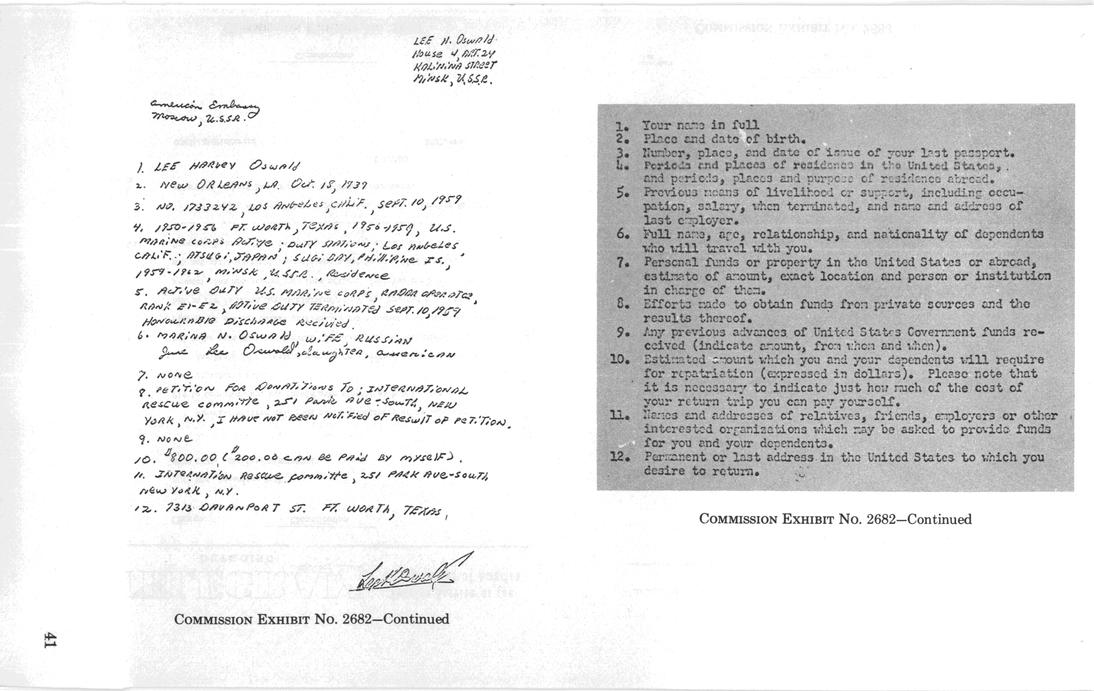 LEE H. Oswald
House 4, APT. 24
KALININA STREET
MINSK, U.S.S.R.
American Embassy
Moscow, U.S.S.R.
1. LEE HARVEY OSWALD
2. NEW ORLEANS, LA. OCT. 18, 1939
3. NO. 1733242, LOS ANGELES, CALIF., SEPT. 10, 1959
4. 1950-1956 FT. WORTH, TEXAS, 1956-1959, U.S.
MARINE CORPS ACTIVE; DUTY STATIONS; LOS ANGELES
CALIF.; ATSUGI, JAPAN; SUGI DAY, PHILIPINE IS.,
1959-1962, MINSK, U.S.S.R., Residence
5. ACTIVE DUTY U.S. MARINE CORPS, RADOR OPERATOR,
RANK E1-E2, ACTIVE DUTY TERMINATED SEPT. 10, 1959
HONOURABLE DISCHARGE RECIVED.
6. MARINA N. OSWALD, WIFE, RUSSIAN
June Lee Oswald, daughter, American
7. NONE
8. PETITION FOR DONATITIONS TO; INTERNATIONAL
RESCUE COMMITTE, 251 PARK AVE-SOUTH, NEW
YORK, N.Y., I HAVE NOT BEEN NOTIFIED OF RESULT OF PETITION.
9. NONE
10. $800.00 ($200.00 CAN BE PAID BY MYSELF).
11. INTERNATION RESCUE committe, 251 PARK AVE-SOUTH
NEW YORK, N.Y.
12. 7313 DAVANPORT ST. FT. WORTH, TEXAS,
Lee H Oswald
COMMISSION EXHIBIT No. 2682—Continued
41
1. Your name in full
2. Place and date of birth.
3. Number, place, and date of issue of your last passport.
4. Periods and places of residence in the United States,
and periods, places and purpose of residence abroad.
5. Previous means of livelihood or support, including occu-
pation, salary, when terminated, and name and address of
last employer.
6. Full name, age, relationship, and nationality of dependents
who will travel with you.
7. Personal funds or property in the United States or abroad,
estimate of amount, exact location and person or institution
in charge of them.
8. Efforts made to obtain funds from private sources and the
results thereof.
9. Any previous advances of United States Government funds re-
ceived (indicate amount, from whom and when).
10. Estimated amount which you and your dependents will require
for repatriation (expressed in dollars). Please note that
it is necessary to indicate just how much of the cost of
your return trip you can pay yourself.
11. Names and addresses of relatives, friends, employers or other
interested organizations which may be asked to provide funds
for you and your dependents.
12. Permanent or last address in the United States to which you
desire to return.
COMMISSION EXHIBIT No. 2682—Continued